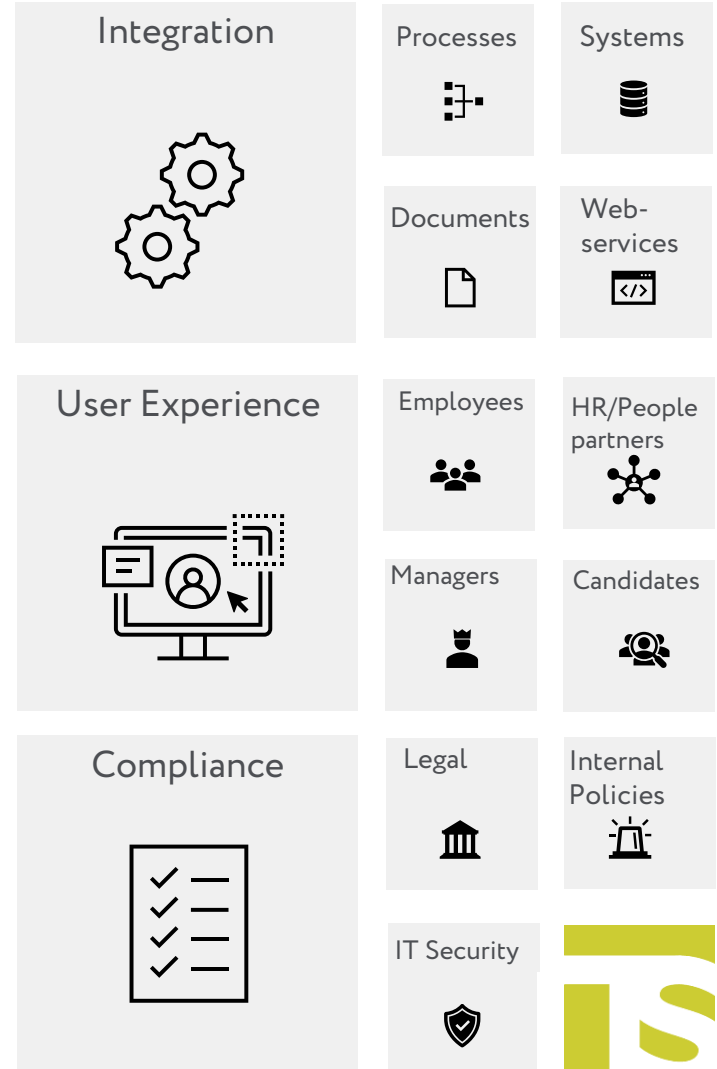 Integration
Processes
Systems
Documents
Web-
services
</>
User Experience
Employees
HR/People
partners
Managers
Candidates
Compliance
Legal
Internal
Policies
IT Security
TS